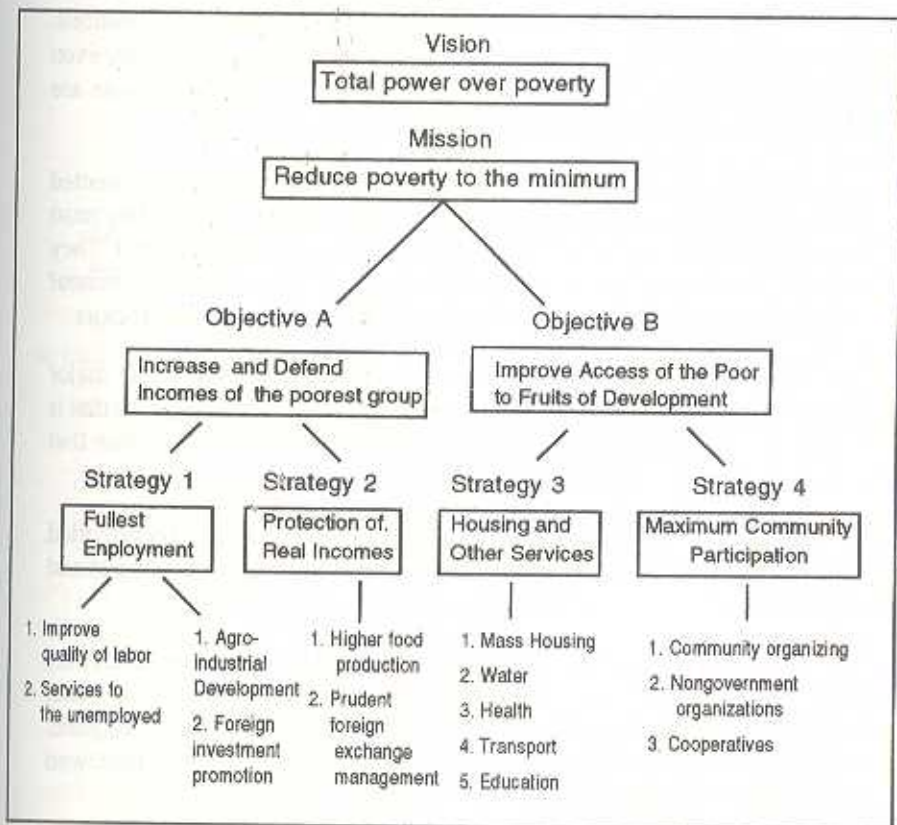 Vision
Total power over poverty
Mission
Reduce poverty to the minimum
Objective A
Increase and Defend
Incomes of the poorest group
Objective B
Improve Access of the Poor
to Fruits of Development
Strategy 1
Fullest
Employment
Strategy 2
Protection of.
Real Incomes
Strategy 3
Housing and
Other Services
Strategy 4
Maximum Community
Participation
1. Improve
quality of labor
2. Services to
the unemployed
1. Agro-
industrial
Development
2. Foreign
investment
promotion
1. Higher food
production
2. Prudent
foreign
exchange
management
1. Mass Housing
2. Water
3. Health
4. Transport
5. Education
1. Community organizing
2. Nongovernment
organizations
3. Cooperatives